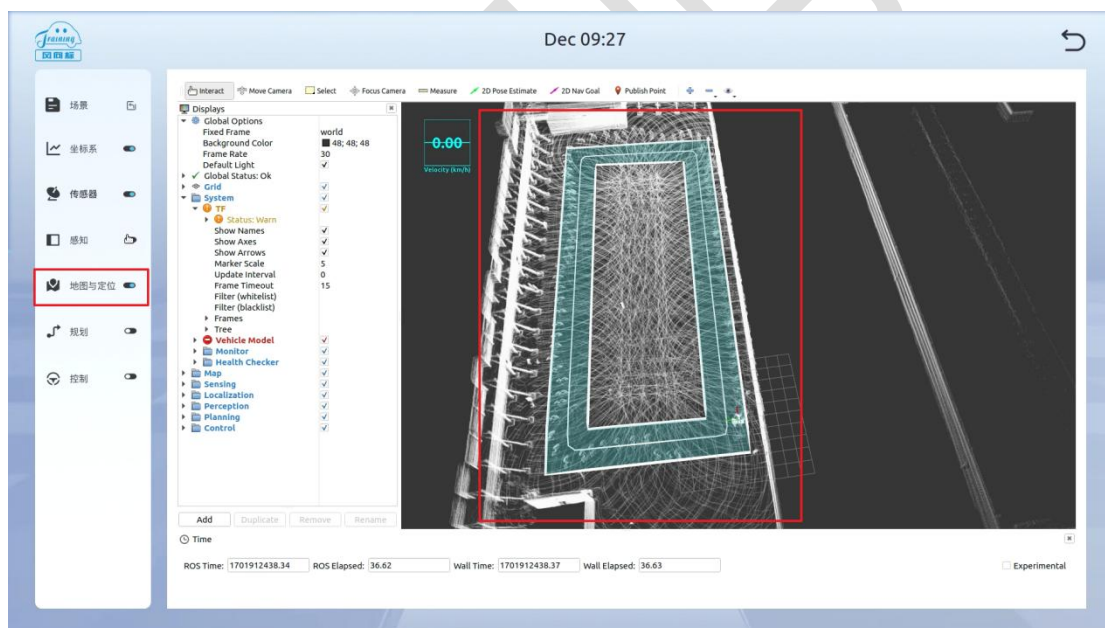 Training
Dec 09:27
场景
坐标系
传感器
感知
地图与定位
规划
控制
Interact Move Camera Select Focus Camera Measure 2D Pose Estimate 2D Nav Goal Publish Point
Displays
Global Options
Fixed Frame world
Background Color 48; 48; 48
Frame Rate 30
Default Light
Global Status: Ok
Grid
System
TF
Status: Warn
Show Names
Show Axes
Show Arrows
Marker Scale 5
Update Interval 0
Frame Timeout 15
Filter (whitelist)
Filter (blacklist)
Frames
Tree
Vehicle Model
Monitor
Health Checker
Map
Sensing
Localization
Perception
Planning
Control
Add Duplicate Remove Rename
0.00
Velocity (km/h)
Time
ROS Time: 1701912438.34 ROS Elapsed: 36.62 Wall Time: 1701912438.37 Wall Elapsed: 36.63 Experimental